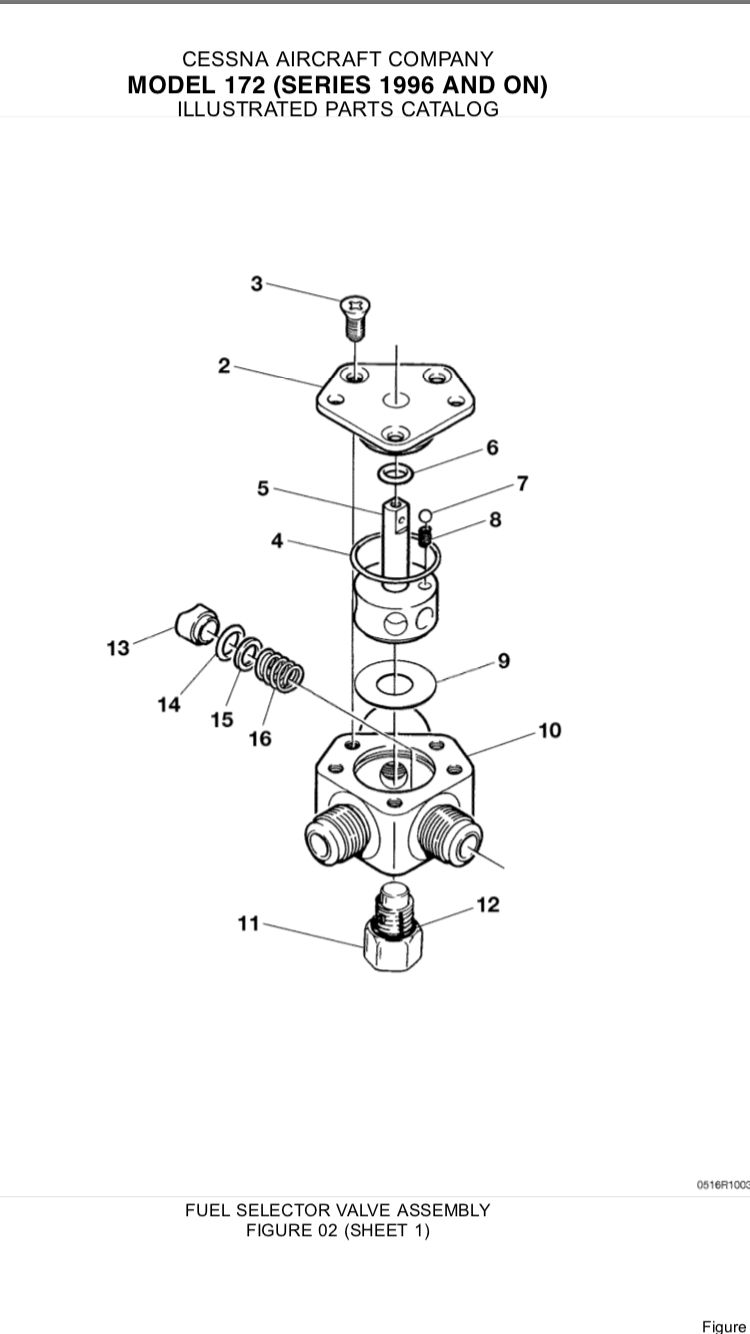 CESSNA AIRCRAFT COMPANY
MODEL 172 (SERIES 1996 AND ON)
ILLUSTRATED PARTS CATALOG
3
2
6
5
7
8
4
13
9
14
15
16
10
12
11
0516R1003
FUEL SELECTOR VALVE ASSEMBLY
FIGURE 02 (SHEET 1)
Figure